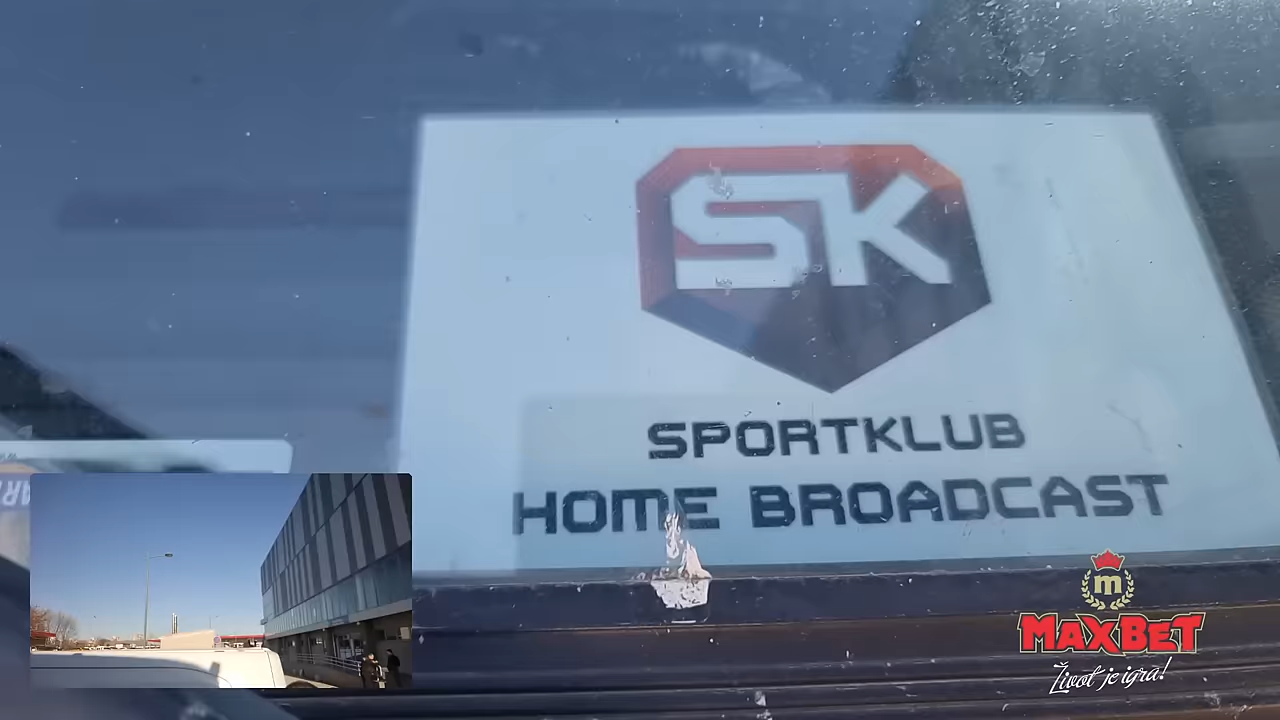 SK
SPORTKLUB
HOME BROADCAST
m
MAXBET
Život je igra!